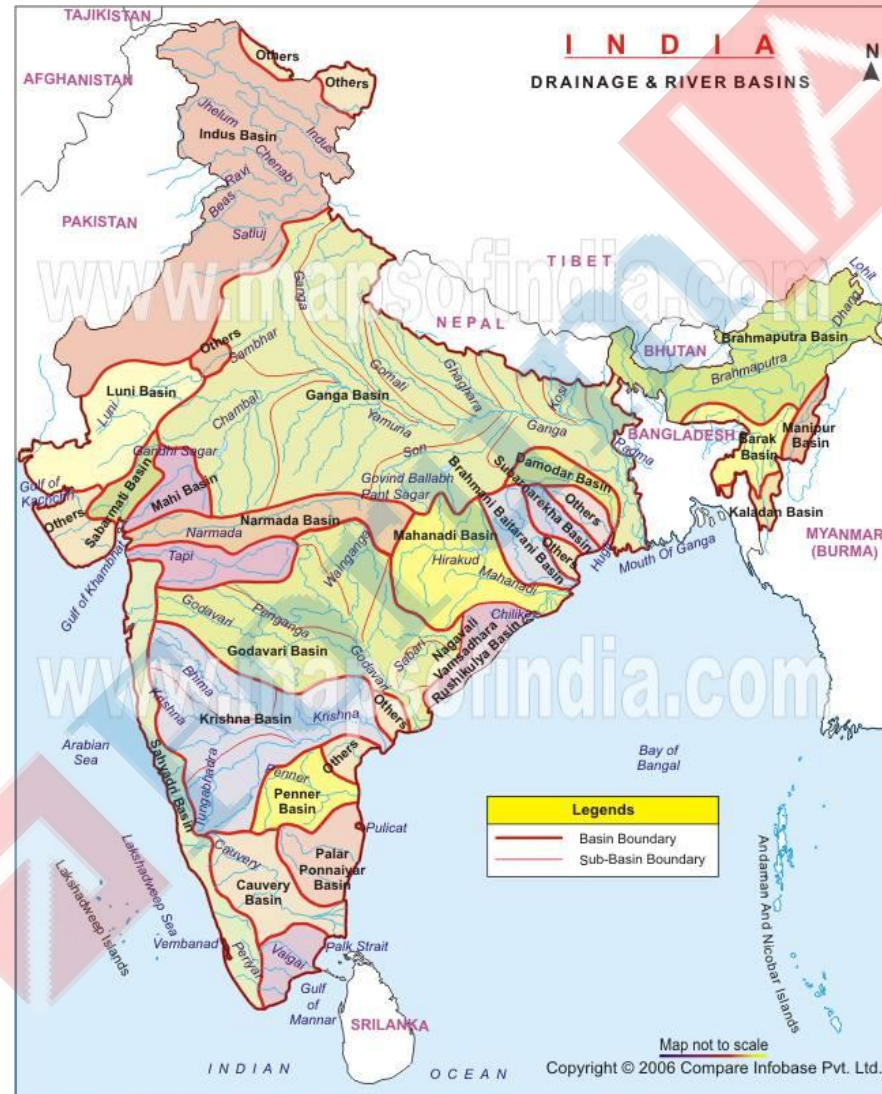 INDIA
DRAINAGE & RIVER BASINS
N
TAJIKISTAN
AFGHANISTAN
Others
Others
Jhelum
Indus Basin
Indus
Chenab
Ravi
Beas
Satluj
PAKISTAN
TIBET
www.mapsofindia.com
Lohit
Dhang
NEPAL
BHUTAN
Brahmaputra Basin
Brahmaputra
Others
Sambhar
Ganga
Luni Basin
Luni
Chambal
Ganga Basin
Gomati
Ghaghara
Kosi
Yamuna
Ganga
Padma
BANGLADESH
Barak
Basin
Manipur
Basin
Gandhi Sagar
Son
Damodar Basin
Gulf of
Kachchh
Others
Sabarmati Basin
Mahi Basin
Govind Ballabh
Pant Sagar
Brahmani Baitarani Basin
Subarnarekha Basin
Others
Others
Kaladan Basin
MYANMAR
(BURMA)
Narmada Basin
Narmada
Mahanadi Basin
Hugli
Mouth Of Ganga
Gulf of Khambhat
Tapi
Wainganga
Hirakud
Mahanadi
Chilika
Godavari
Penganga
Godavari Basin
Godavari
Sabari
Nagavali
Vamsadhara
Rushikulya Basin
www.mapsofindia.com
Bhima
Krishna
Krishna Basin
Krishna
Others
Arabian
Sea
Sahyadri Basin
Tungabhadra
Others
Bay of
Bangal
Penner
Penner
Basin
Legends
Basin Boundary
Sub-Basin Boundary
Pulicat
Cauvery
Palar
Ponnaiyar
Basin
Cauvery
Basin
Lakshadweep Islands
Lakshadweep Sea
Andaman And Nicobar Islands
Vembanad
Periyar
Vaigai
Palk Strait
Gulf
of
Mannar
SRILANKA
Map not to scale
INDIAN OCEAN
Copyright © 2006 Compare Infobase Pvt. Ltd.